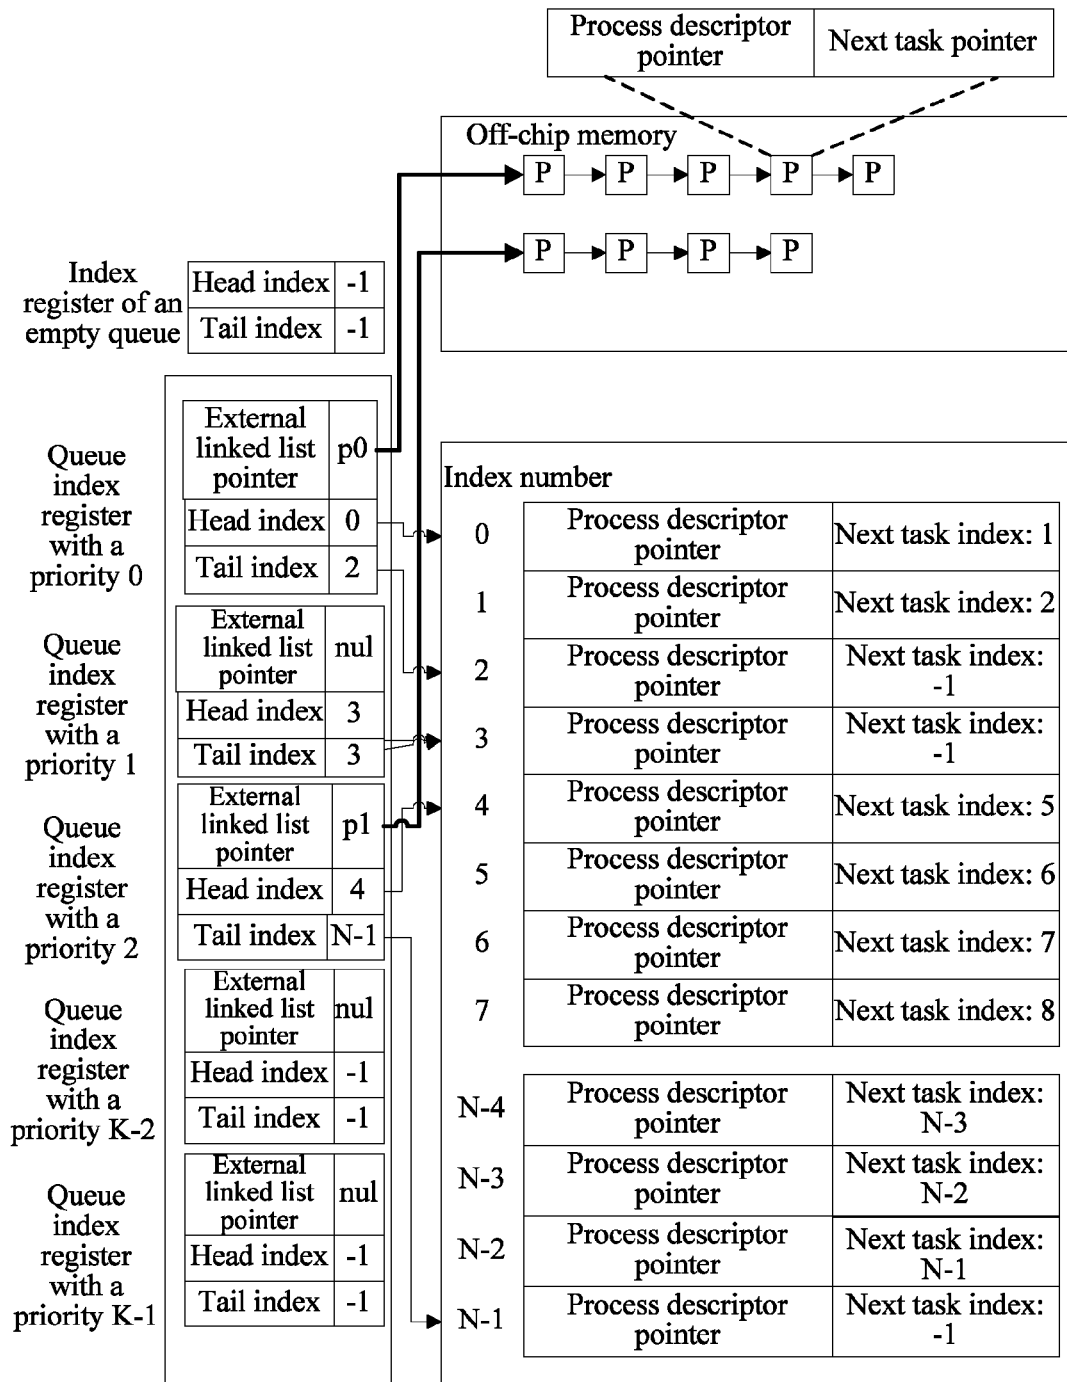 Process descriptor
pointer
Next task pointer
Off-chip memory
P
P
P
P
P
P
P
P
P
Index
register of an
empty queue
Head index
-1
Tail index
-1
Queue
index
register
with a
priority 0
External
linked list
pointer
p0
Head index
0
Tail index
2
Queue
index
register
with a
priority 1
External
linked list
pointer
nul
Head index
3
Tail index
3
Queue
index
register
with a
priority 2
External
linked list
pointer
p1
Head index
4
Tail index
N-1
Queue
index
register
with a
priority K-2
External
linked list
pointer
nul
Head index
-1
Tail index
-1
Queue
index
register
with a
priority K-1
External
linked list
pointer
nul
Head index
-1
Tail index
-1
Index number
0
Process descriptor
pointer
Next task index: 1
1
Process descriptor
pointer
Next task index: 2
2
Process descriptor
pointer
Next task index:
-1
3
Process descriptor
pointer
Next task index:
-1
4
Process descriptor
pointer
Next task index: 5
5
Process descriptor
pointer
Next task index: 6
6
Process descriptor
pointer
Next task index: 7
7
Process descriptor
pointer
Next task index: 8
N-4
Process descriptor
pointer
Next task index:
N-3
N-3
Process descriptor
pointer
Next task index:
N-2
N-2
Process descriptor
pointer
Next task index:
N-1
N-1
Process descriptor
pointer
Next task index:
-1